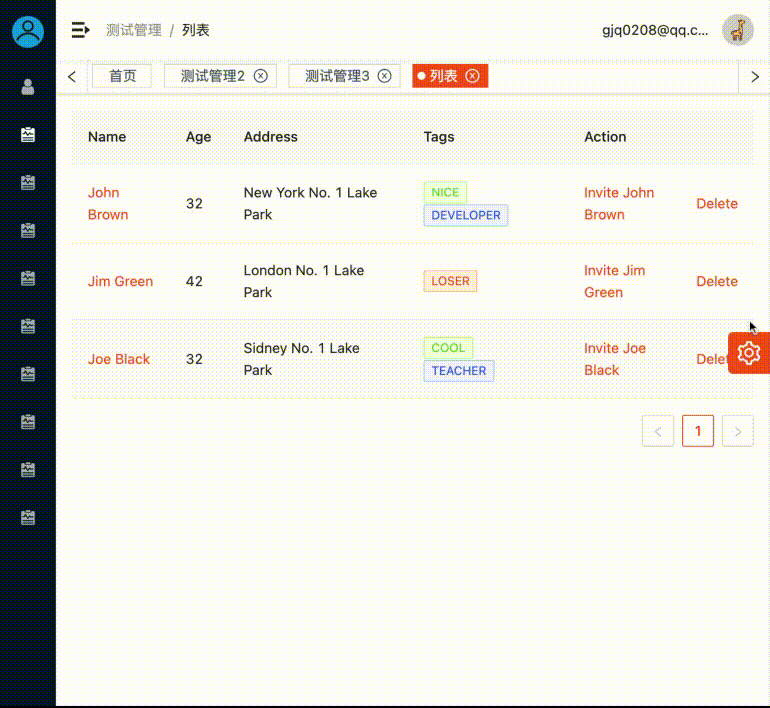 测试管理 / 列表
gjq0208@qq.c...
首页 测试管理2 测试管理3 列表
Name Age Address Tags Action
John Brown 32 New York No. 1 Lake Park NICE DEVELOPER Invite John Brown Delete
Jim Green 42 London No. 1 Lake Park LOSER Invite Jim Green Delete
Joe Black 32 Sidney No. 1 Lake Park COOL TEACHER Invite Joe Black Delet
< 1 >